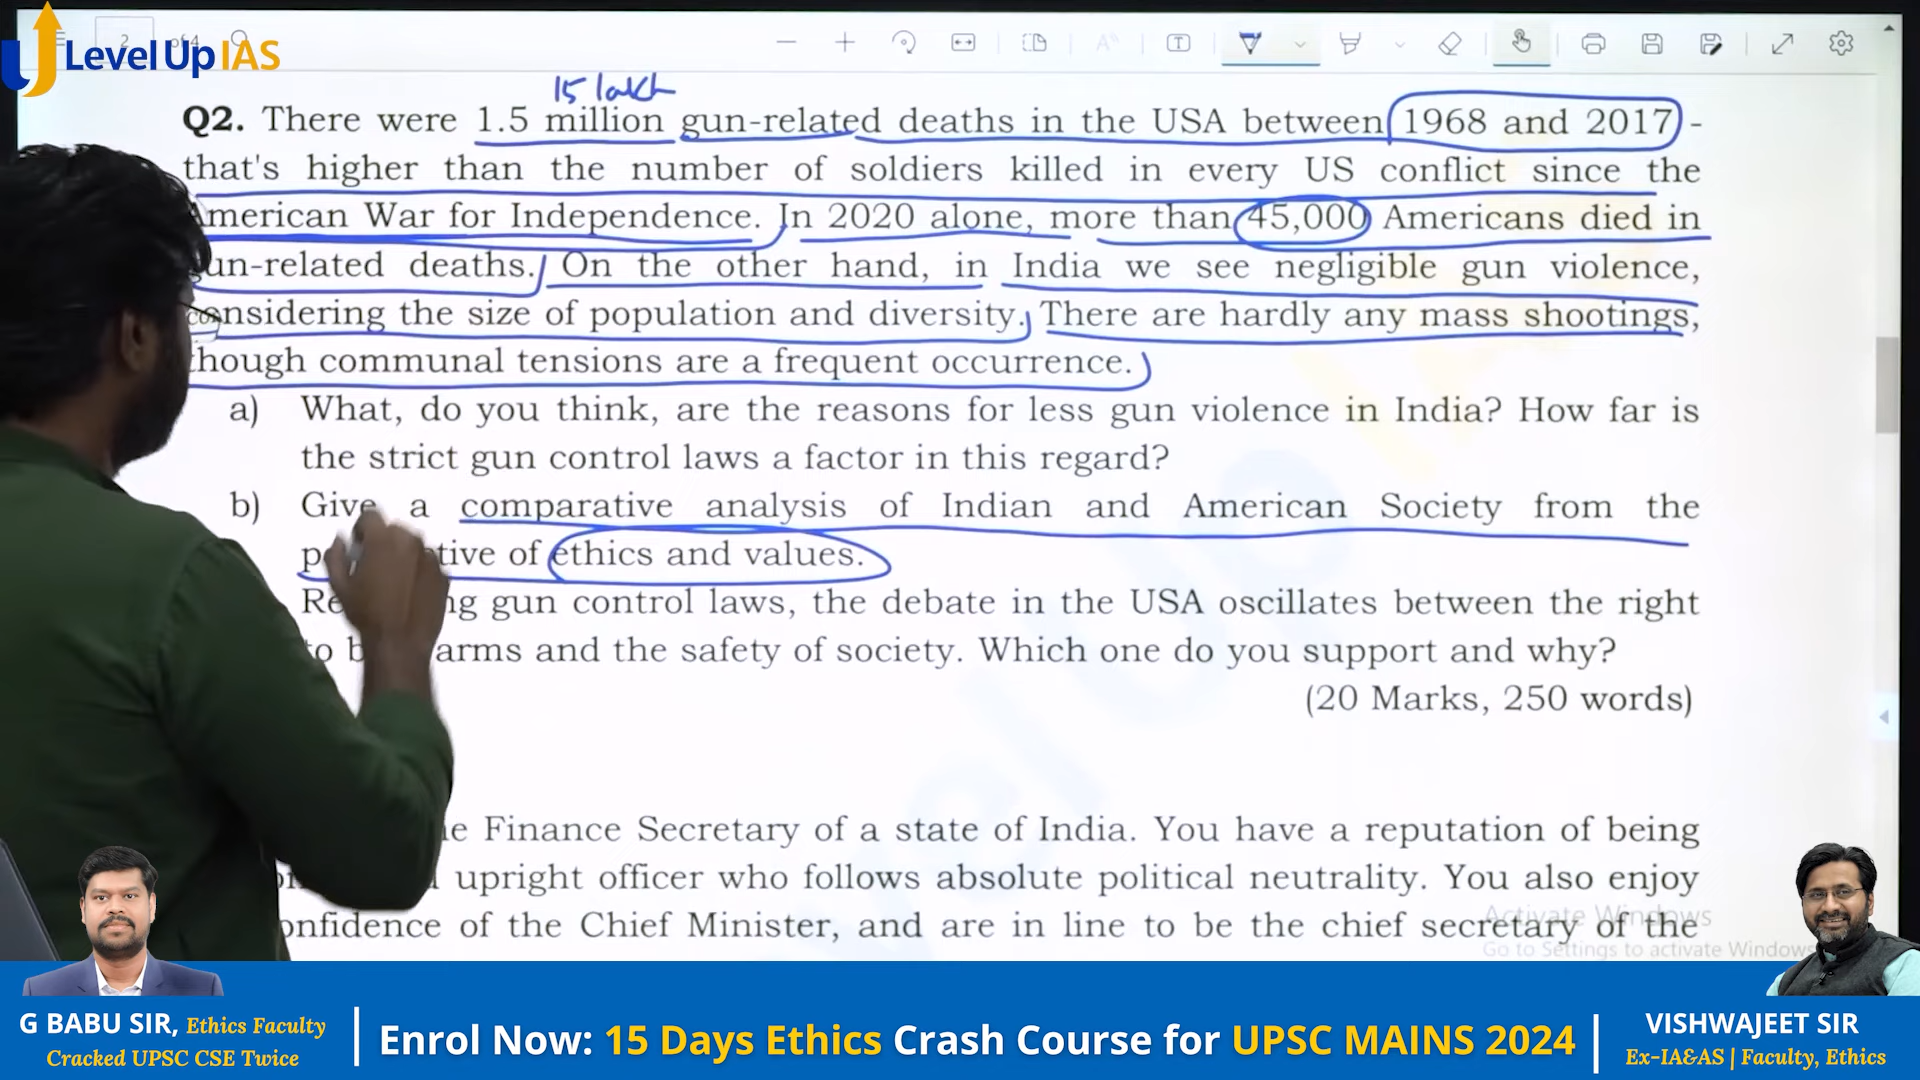 Level Up IAS
2 of 4
15 lakh
Q2. There were 1.5 million gun-related deaths in the USA between 1968 and 2017 -
that's higher than the number of soldiers killed in every US conflict since the
American War for Independence. In 2020 alone, more than 45,000 Americans died in
gun-related deaths. On the other hand, in India we see negligible gun violence,
considering the size of population and diversity. There are hardly any mass shootings,
though communal tensions are a frequent occurrence.
a) What, do you think, are the reasons for less gun violence in India? How far is
the strict gun control laws a factor in this regard?
b) Give a comparative analysis of Indian and American Society from the
tive of ethics and values.
gun control laws, the debate in the USA oscillates between the right
arms and the safety of society. Which one do you support and why?
(20 Marks, 250 words)
Finance Secretary of a state of India. You have a reputation of being
upright officer who follows absolute political neutrality. You also enjoy
confidence of the Chief Minister, and are in line to be the chief secretary of the
Activate Windows
Go to Settings to activate Windows
G BABU SIR, Ethics Faculty
Cracked UPSC CSE Twice
Enrol Now: 15 Days Ethics Crash Course for UPSC MAINS 2024
VISHWAJEET SIR
Ex-IA&AS | Faculty, Ethics